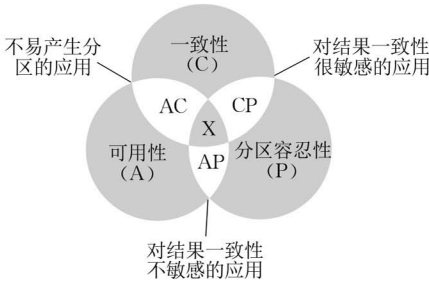 不易产生分
区的应用
一致性
(C)
对结果一致性
很敏感的应用
AC
CP
X
可用性
(A)
AP
分区容忍性
(P)
对结果一致性
不敏感的应用